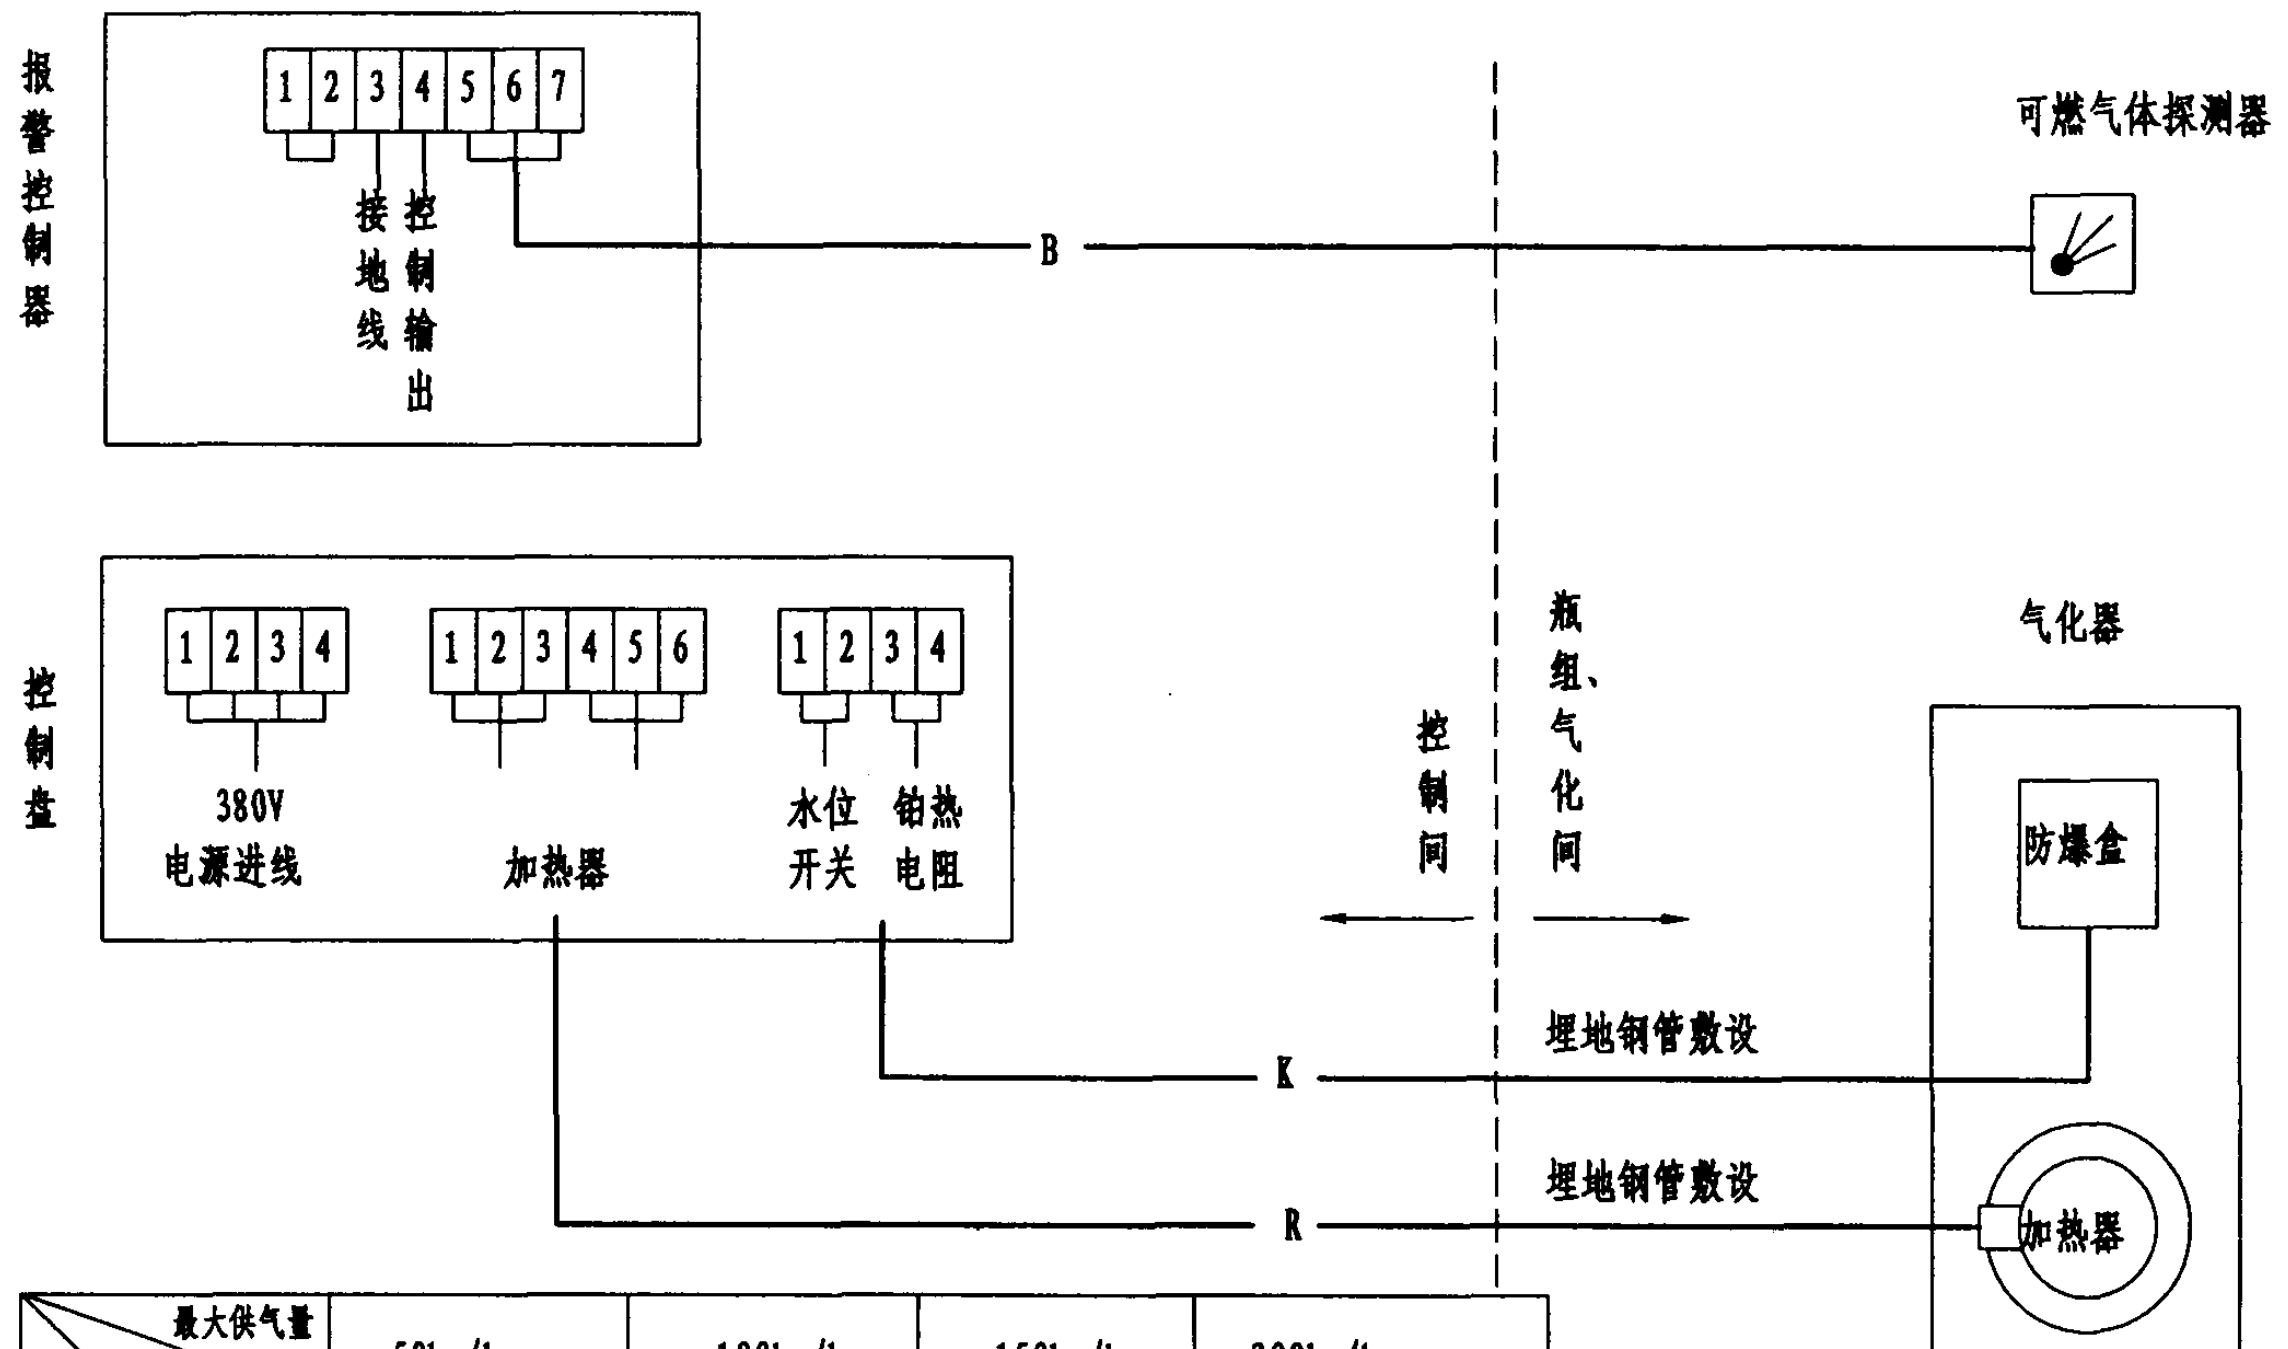 报警控制器
1 2 3 4 5 6 7
接地线
控制输出
B
可燃气体探测器
控制盘
1 2 3 4
380V
电源进线
1 2 3 4 5 6
加热器
1 2 3 4
水位
开关
铂热
电阻
控制间
瓶组、气化间
气化器
防爆盒
埋地钢管敷设
K
埋地钢管敷设
R
加热器
最大供气量